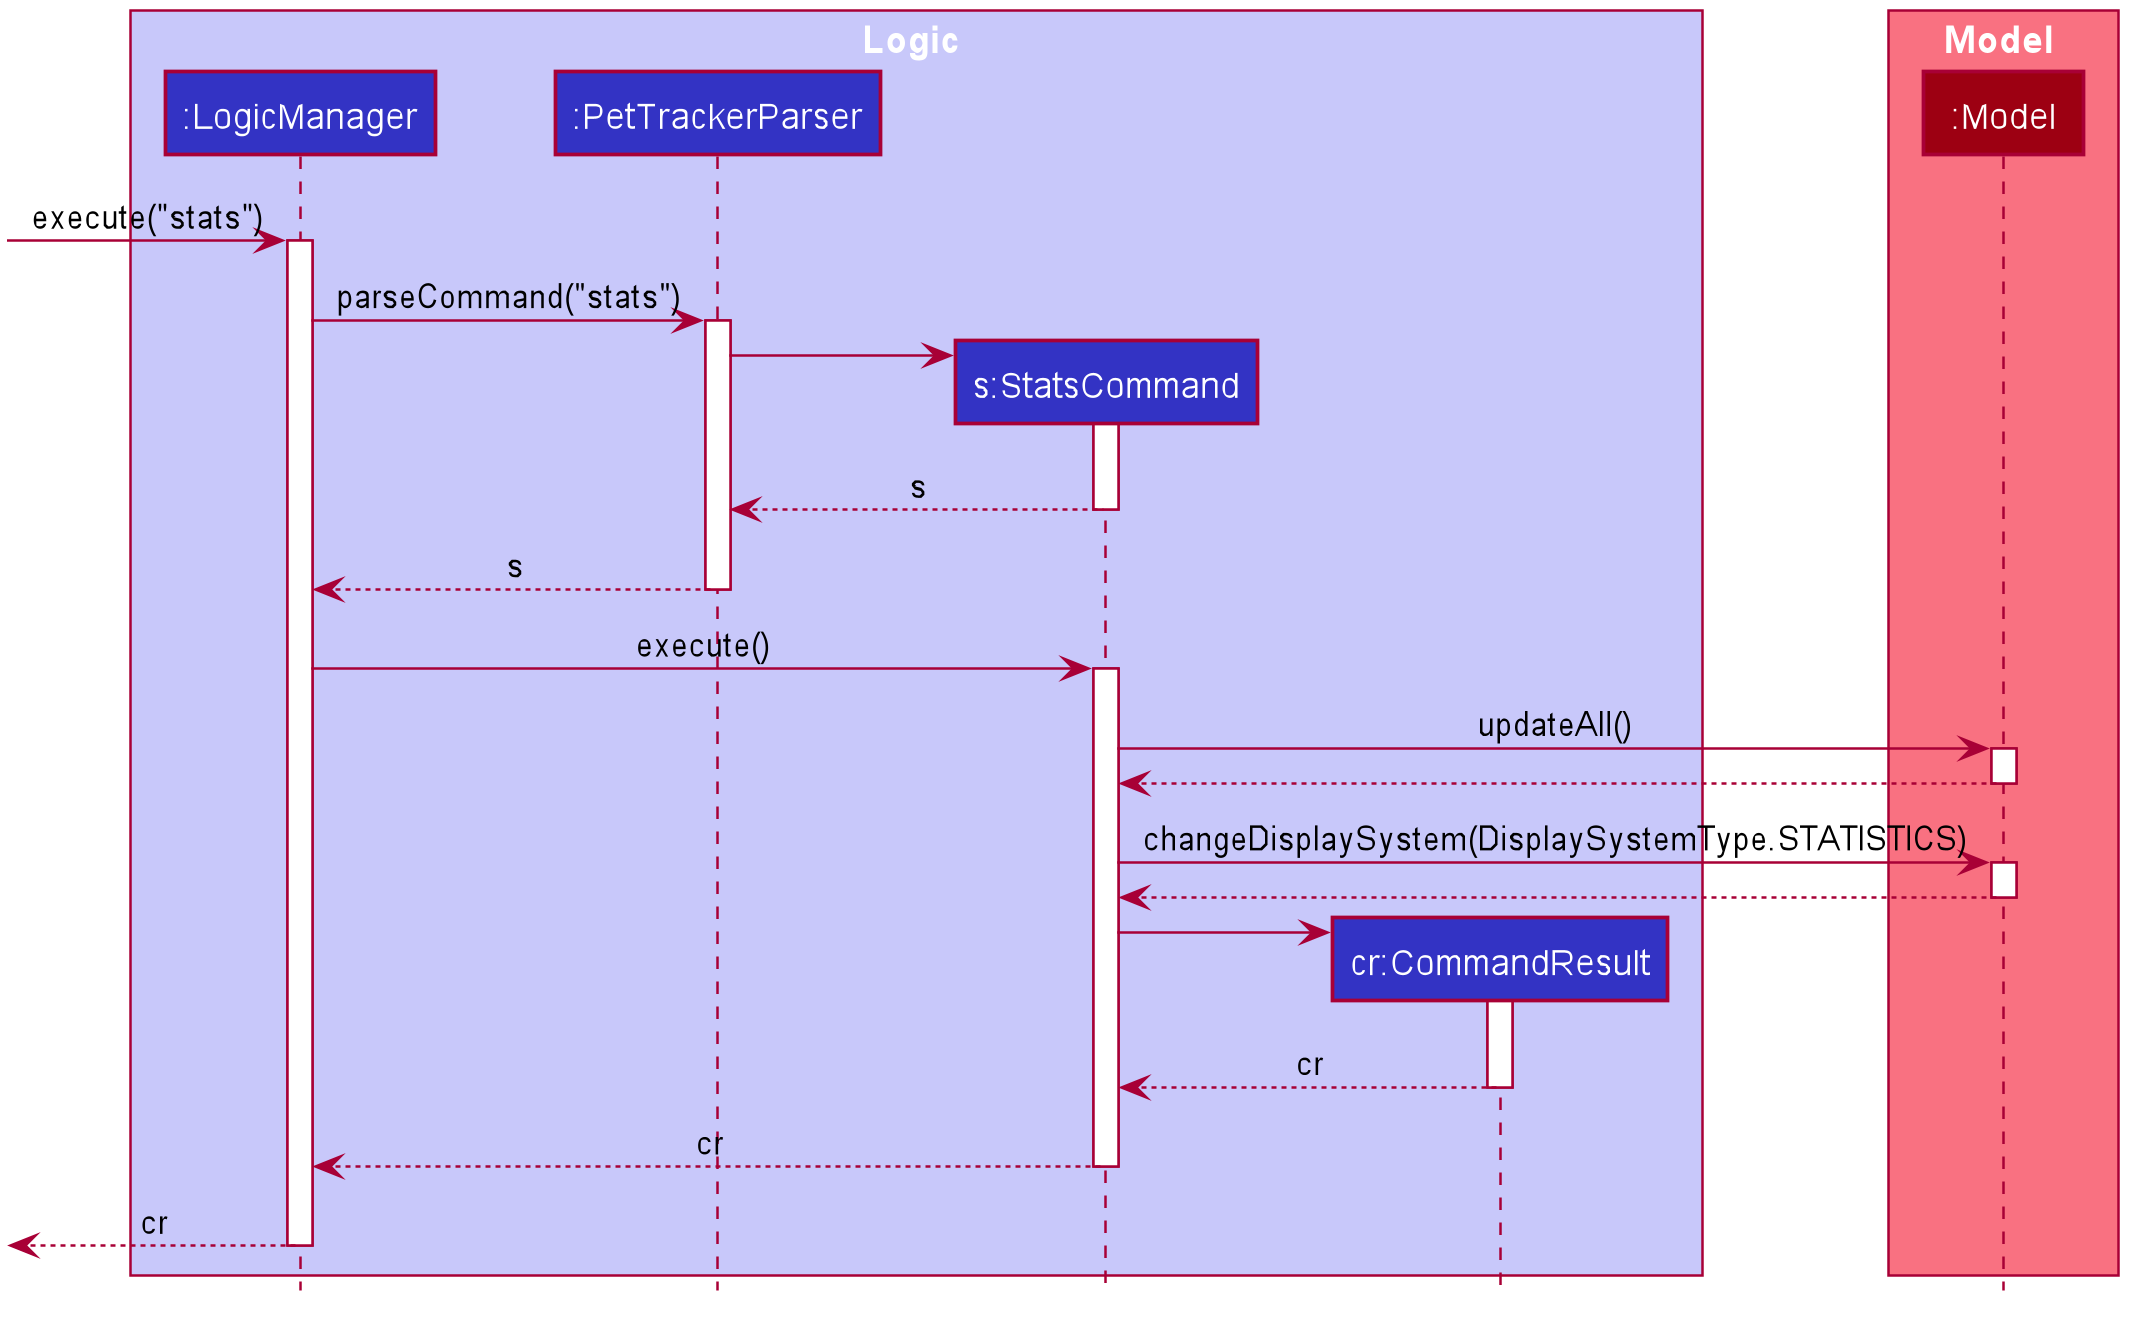 Logic
Model
:LogicManager
:PetTrackerParser
:Model
execute("stats")
parseCommand("stats")
s:StatsCommand
s
s
execute()
updateAll()
changeDisplaySystem(DisplaySystemType.STATISTICS)
cr:CommandResult
cr
cr
cr